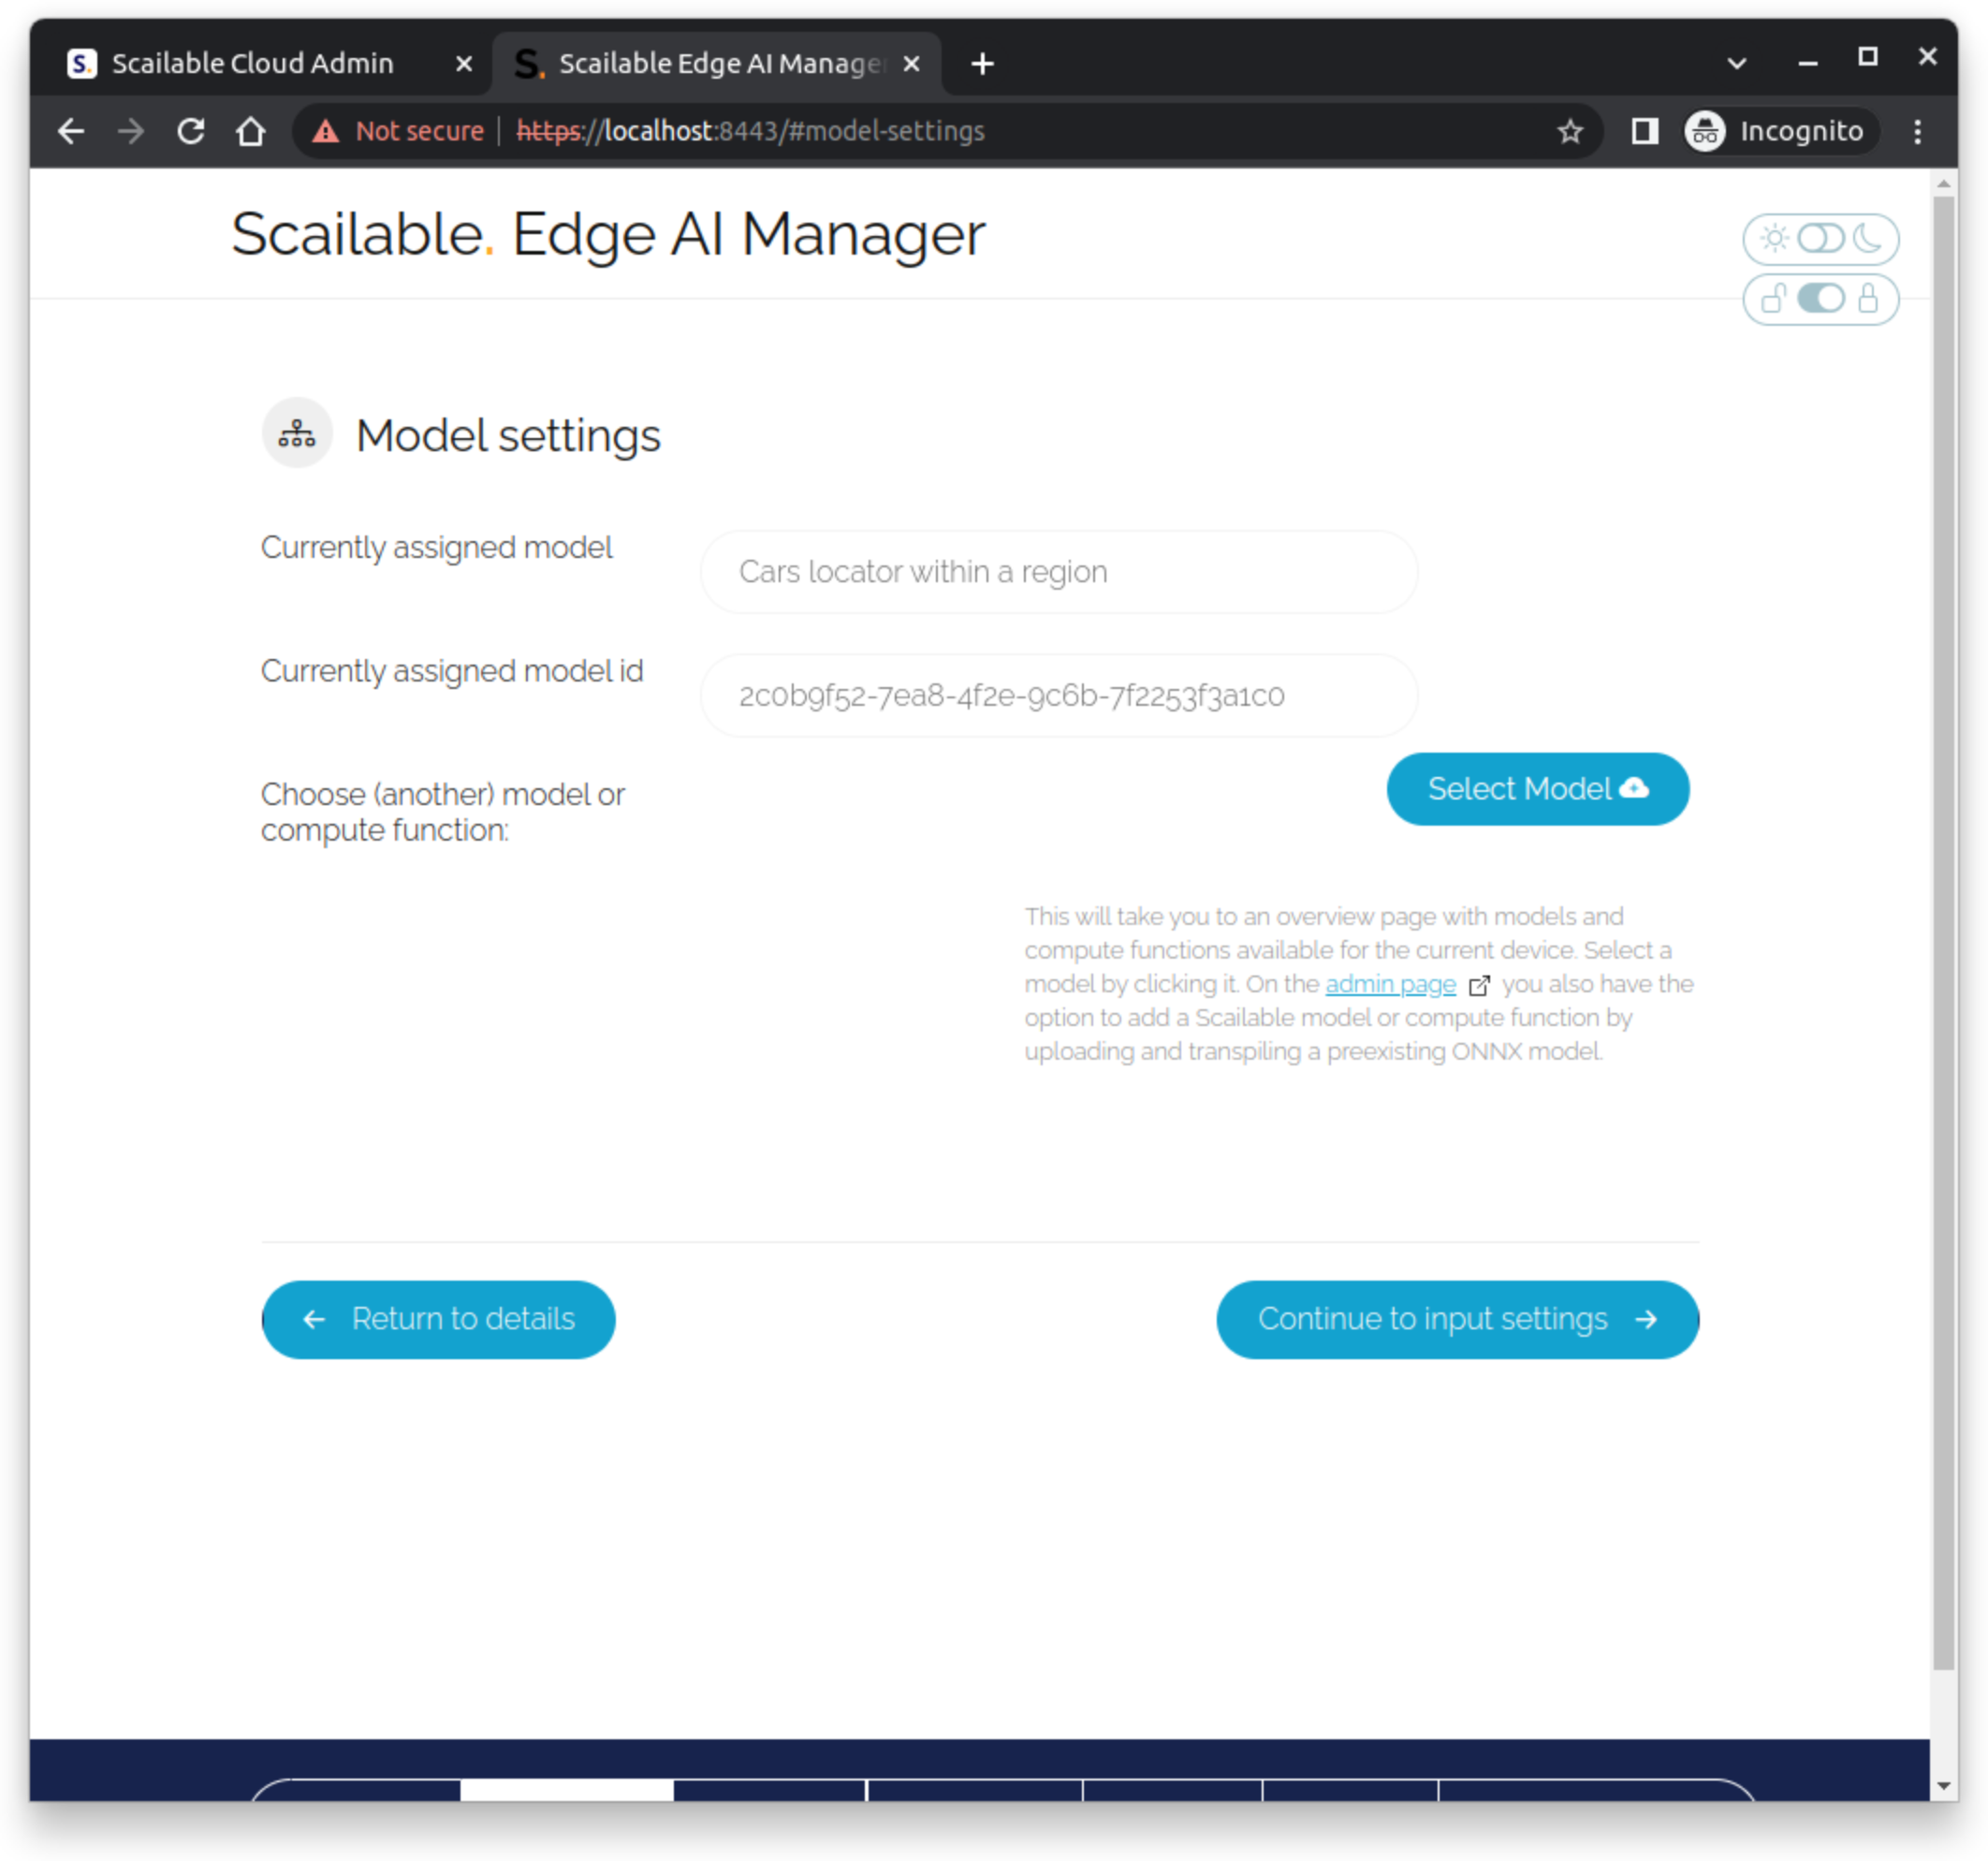 S. Scailable Cloud Admin
S. Scailable Edge AI Manage
Not secure https://localhost:8443/#model-settings
Incognito
Scailable. Edge AI Manager
Model settings
Currently assigned model
Cars locator within a region
Currently assigned model id
2c0b9f52-7ea8-4f2e-9c6b-7f2253f3a1c0
Choose (another) model or
compute function:
Select Model
This will take you to an overview page with models and
compute functions available for the current device. Select a
model by clicking it. On the admin page you also have the
option to add a Scailable model or compute function by
uploading and transpiling a preexisting ONNX model.
Return to details
Continue to input settings